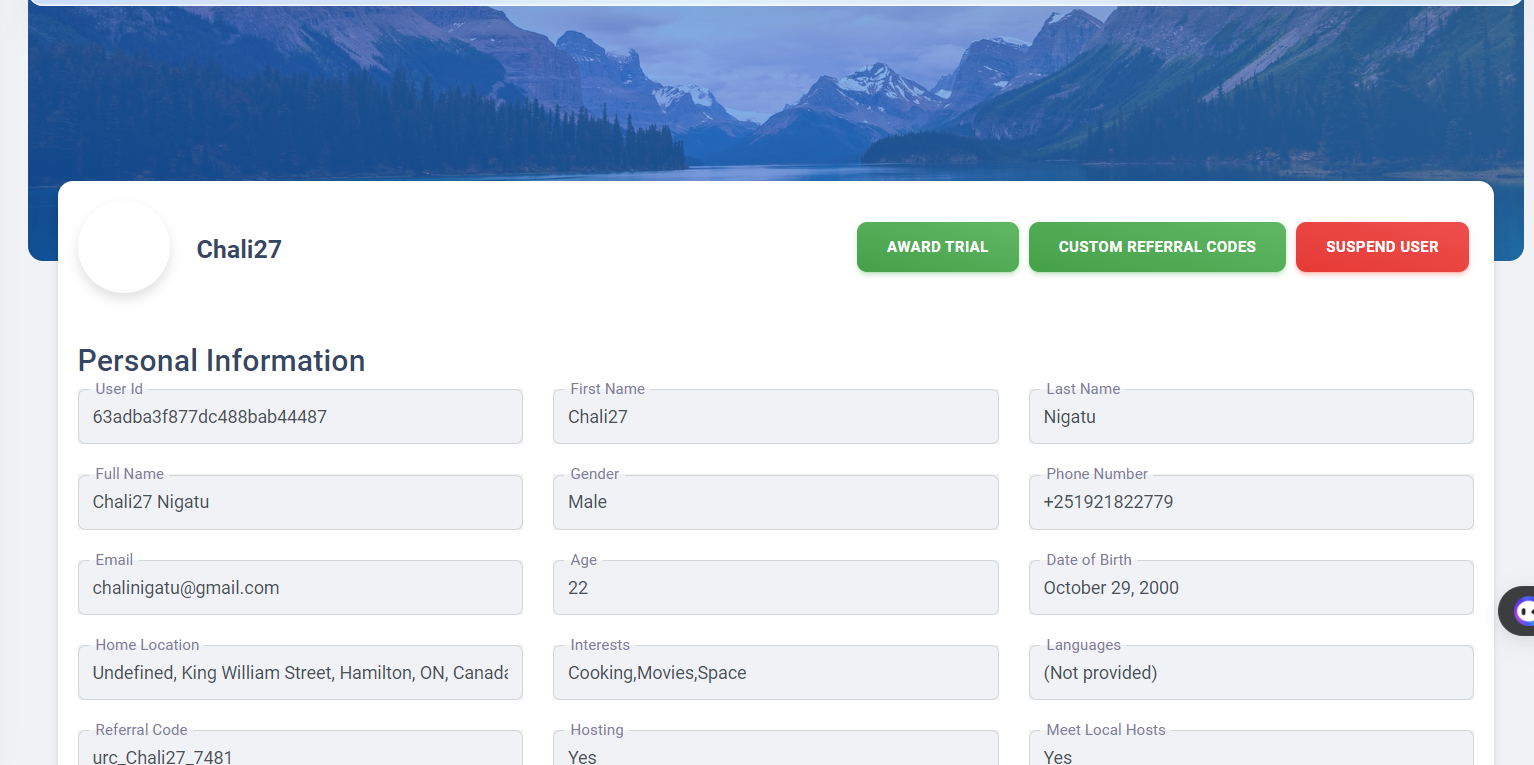 Chali27
AWARD TRIAL
CUSTOM REFERRAL CODES
SUSPEND USER
Personal Information
User Id
63adba3f877dc488bab44487
First Name
Chali27
Last Name
Nigatu
Full Name
Chali27 Nigatu
Gender
Male
Phone Number
+251921822779
Email
chalinigatu@gmail.com
Age
22
Date of Birth
October 29, 2000
Home Location
Undefined, King William Street, Hamilton, ON, Canada
Interests
Cooking,Movies,Space
Languages
(Not provided)
Referral Code
urc_Chali27_7481
Hosting
Yes
Meet Local Hosts
Yes